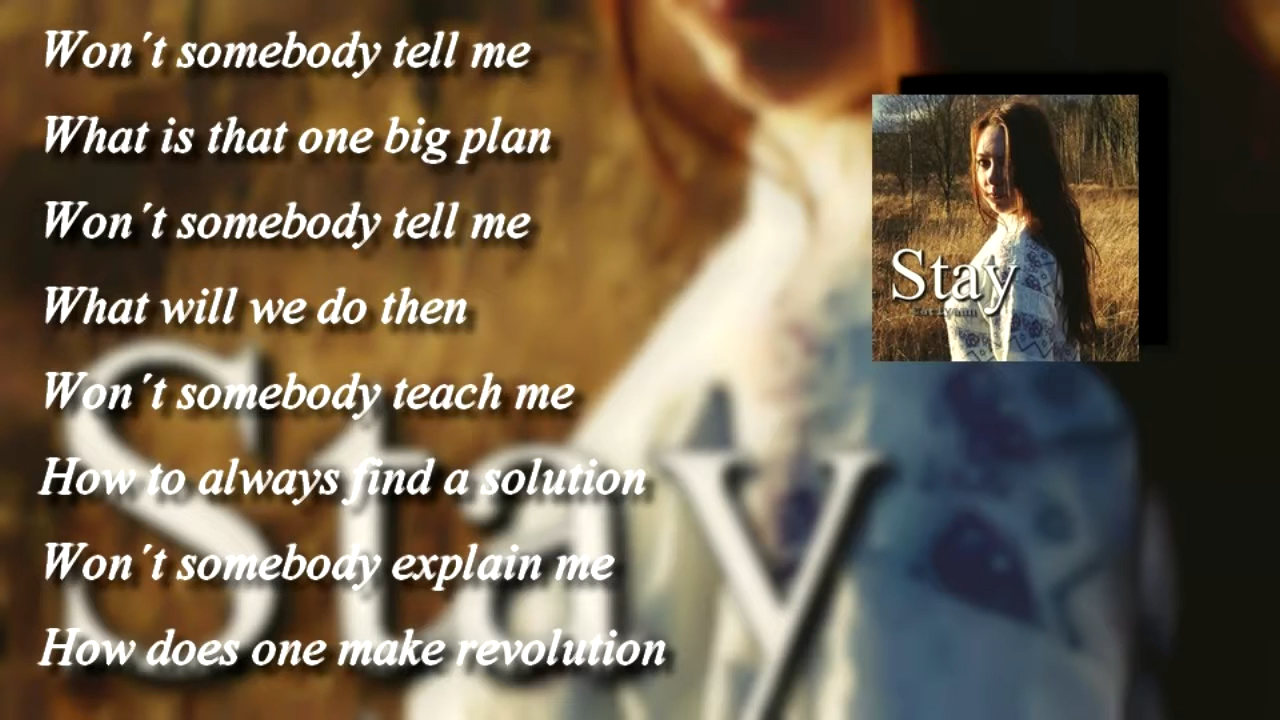 Won´t somebody tell me
What is that one big plan
Won´t somebody tell me
What will we do then
Won´t somebody teach me
How to always find a solution
Won´t somebody explain me
How does one make revolution
Stay
Stay